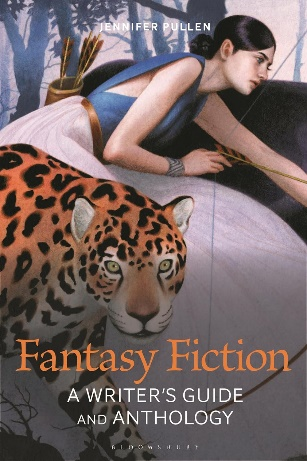 JENNIFER PULLEN
Fantasy Fiction
A WRITER'S GUIDE
AND ANTHOLOGY
BLOOMSBURY